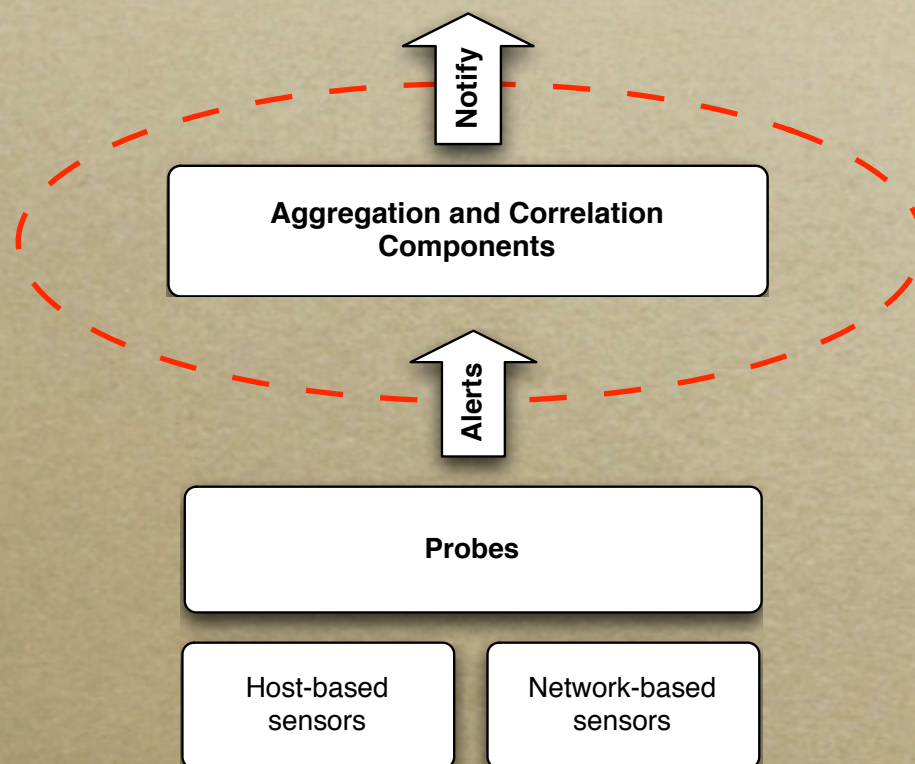 Notify
Aggregation and Correlation
Components
Alerts
Probes
Host-based
sensors
Network-based
sensors